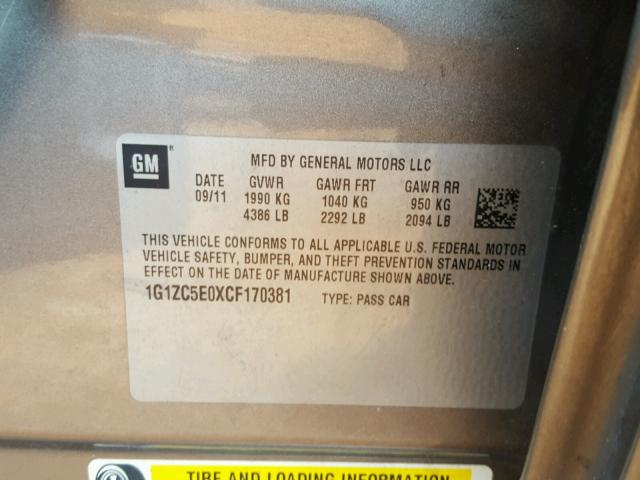 GM ®
MFD BY GENERAL MOTORS LLC
DATE GVWR GAWR FRT GAWR RR
09/11 1990 KG 1040 KG 950 KG
4386 LB 2292 LB 2094 LB
THIS VEHICLE CONFORMS TO ALL APPLICABLE U.S. FEDERAL MOTOR
VEHICLE SAFETY, BUMPER, AND THEFT PREVENTION STANDARDS IN
EFFECT ON THE DATE OF MANUFACTURE SHOWN ABOVE.
1G1ZC5E0XCF170381 TYPE: PASS CAR
TIRE AND LOADING INFORMATION